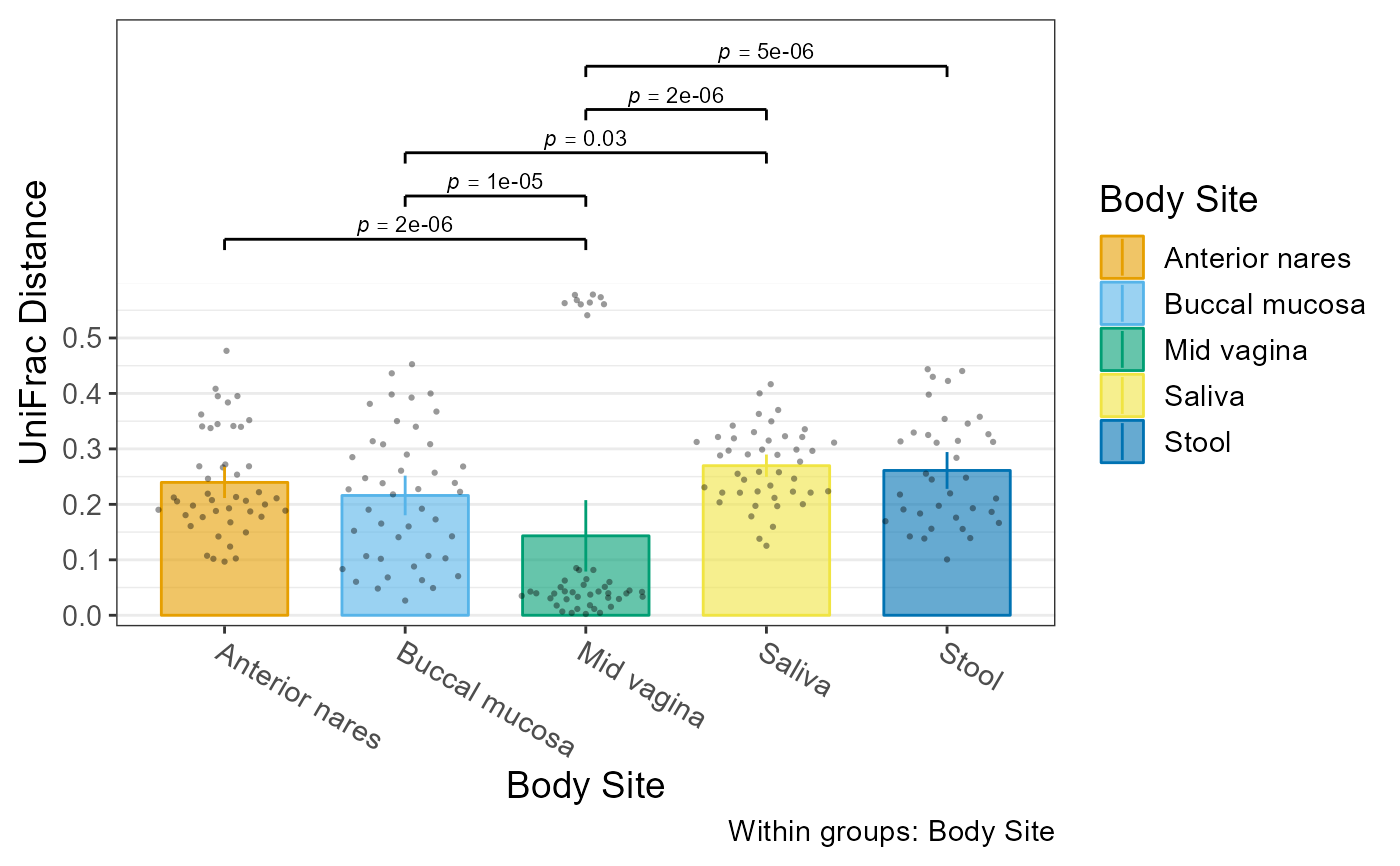 p = 5e-06
p = 2e-06
p = 0.03
p = 1e-05
p = 2e-06
UniFrac Distance
0.5
0.4
0.3
0.2
0.1
0.0
Anterior nares
Buccal mucosa
Mid vagina
Saliva
Stool
Body Site
Within groups: Body Site
Body Site
Anterior nares
Buccal mucosa
Mid vagina
Saliva
Stool